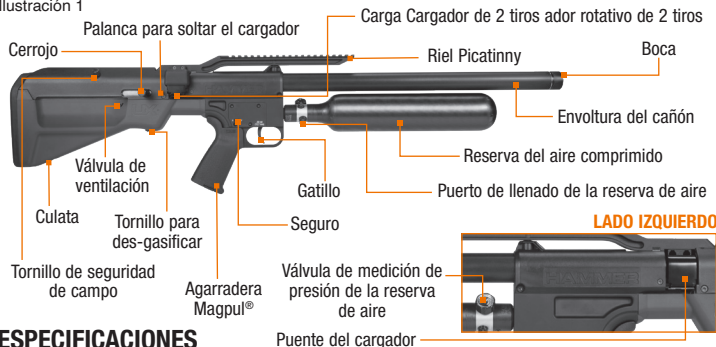 Ilustración 1
Palanca para soltar el cargador
Carga Cargador de 2 tiros ador rotativo de 2 tiros
Cerrojo
Riel Picatinny
Boca
Envoltura del cañón
Reserva del aire comprimido
Válvula de
ventilación
Gatillo
Puerto de llenado de la reserva de aire
Culata
Tornillo para
des-gasificar
Seguro
LADO IZQUIERDO
Tornillo de seguridad
de campo
Agarradera
Magpul®
Válvula de medición de
presión de la reserva
de aire
Puente del cargador
ESPECIFICACIONES